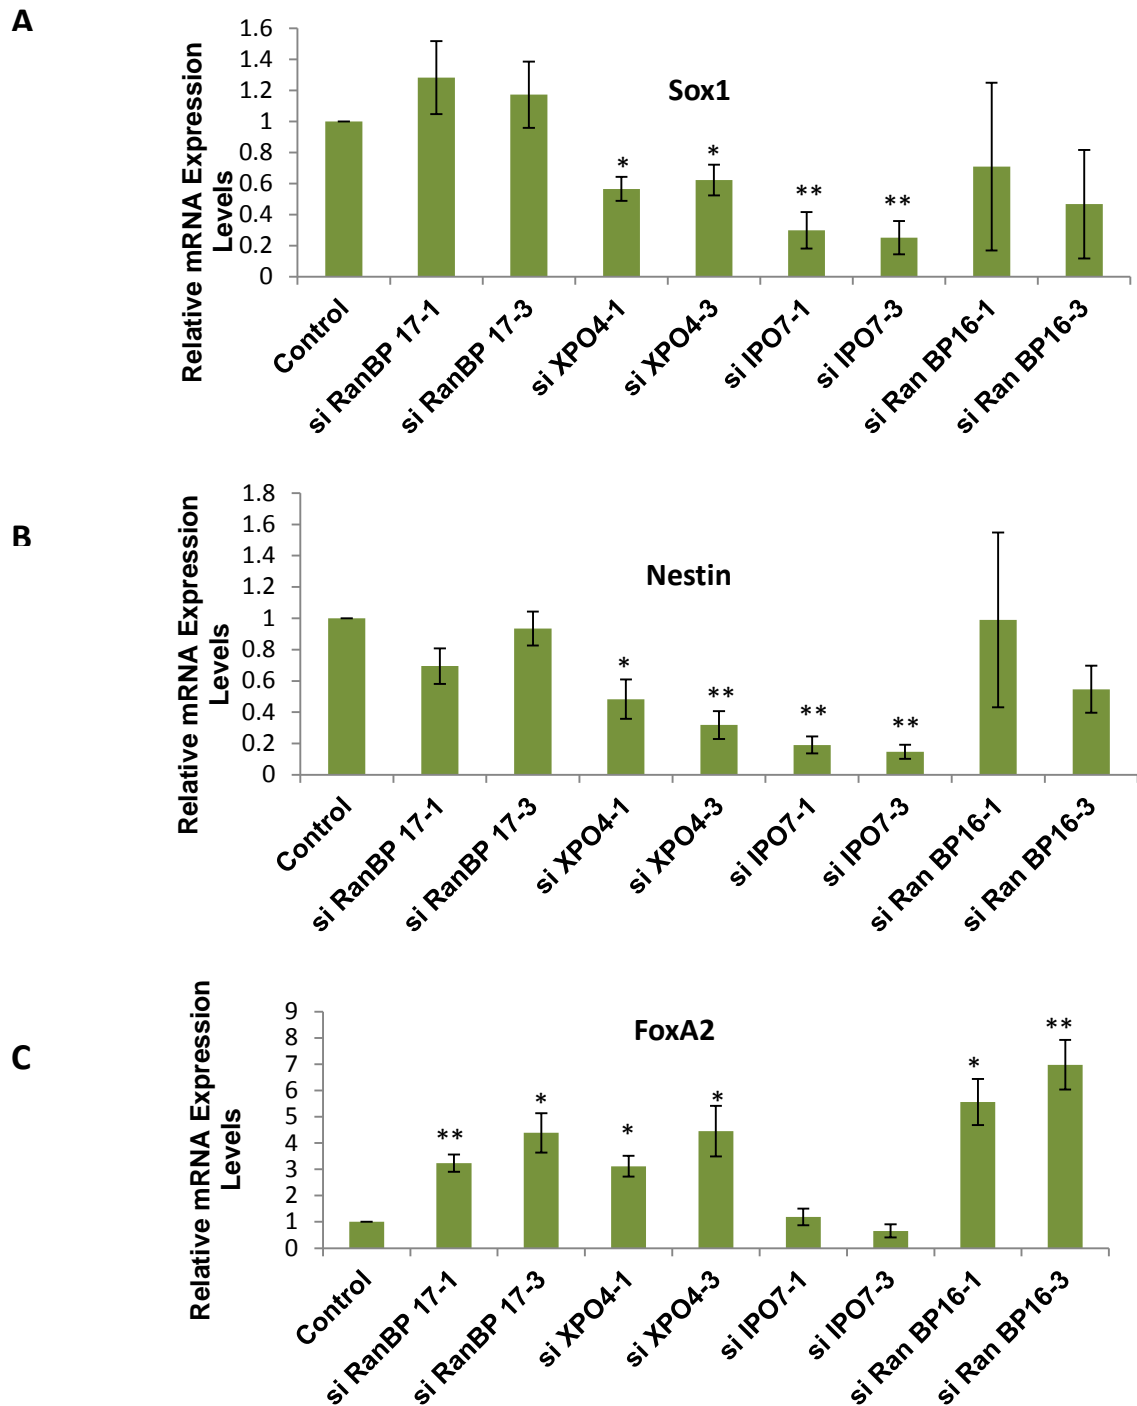 A
Relative mRNA Expression
Levels
1.6
1.4
1.2
1
0.8
0.6
0.4
0.2
0
Sox1
*
*
**
**
Control
si RanBP 17-1
si RanBP 17-3
si XPO4-1
si XPO4-3
si IPO7-1
si IPO7-3
si Ran BP16-1
si Ran BP16-3
B
Relative mRNA Expression
Levels
1.8
1.6
1.4
1.2
1
0.8
0.6
0.4
0.2
0
Nestin
*
**
**
**
Control
si RanBP 17-1
si RanBP 17-3
si XPO4-1
si XPO4-3
si IPO7-1
si IPO7-3
si Ran BP16-1
si Ran BP16-3
C
Relative mRNA Expression
Levels
9
8
7
6
5
4
3
2
1
0
FoxA2
**
*
*
*
*
**
Control
si RanBP 17-1
si RanBP 17-3
si XPO4-1
si XPO4-3
si IPO7-1
si IPO7-3
si Ran BP16-1
si Ran BP16-3